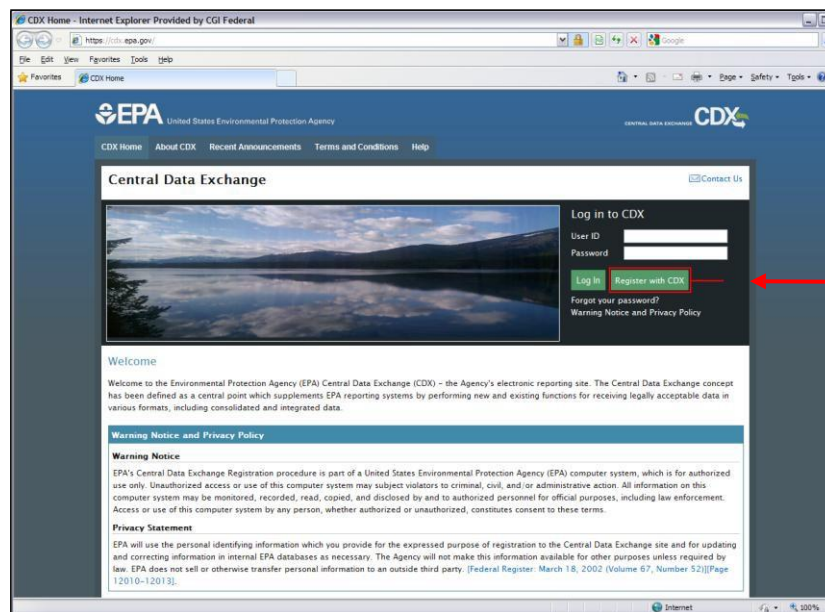 CDX Home - Internet Explorer Provided by CGI Federal
https://cdx.epa.gov/
Google
File Edit View Favorites Tools Help
Favorites CDX Home
Page Safety Tools
EPA United States Environmental Protection Agency
CENTRAL DATA EXCHANGE CDX
CDX Home About CDX Recent Announcements Terms and Conditions Help
Central Data Exchange
Contact Us
Log in to CDX
User ID
Password
Log In Register with CDX
Forgot your password?
Warning Notice and Privacy Policy
Welcome
Welcome to the Environmental Protection Agency (EPA) Central Data Exchange (CDX) – the Agency's electronic reporting site. The Central Data Exchange concept
has been defined as a central point which supplements EPA reporting systems by performing new and existing functions for receiving legally acceptable data in
various formats, including consolidated and integrated data.
Warning Notice and Privacy Policy
Warning Notice
EPA's Central Data Exchange Registration procedure is part of a United States Environmental Protection Agency (EPA) computer system, which is for authorized
use only. Unauthorized access or use of this computer system may subject violators to criminal, civil, and/or administrative action. All information on this
computer system may be monitored, recorded, read, copied, and disclosed by and to authorized personnel for official purposes, including law enforcement.
Access or use of this computer system by any person, whether authorized or unauthorized, constitutes consent to these terms.
Privacy Statement
EPA will use the personal identifying information which you provide for the expressed purpose of registration to the Central Data Exchange site and for updating
and correcting information in internal EPA databases as necessary. The Agency will not make this information available for other purposes unless required by
law. EPA does not sell or otherwise transfer personal information to an outside third party. [Federal Register: March 18, 2002 (Volume 67, Number 52)][Page
12010-12013].
Internet 100%